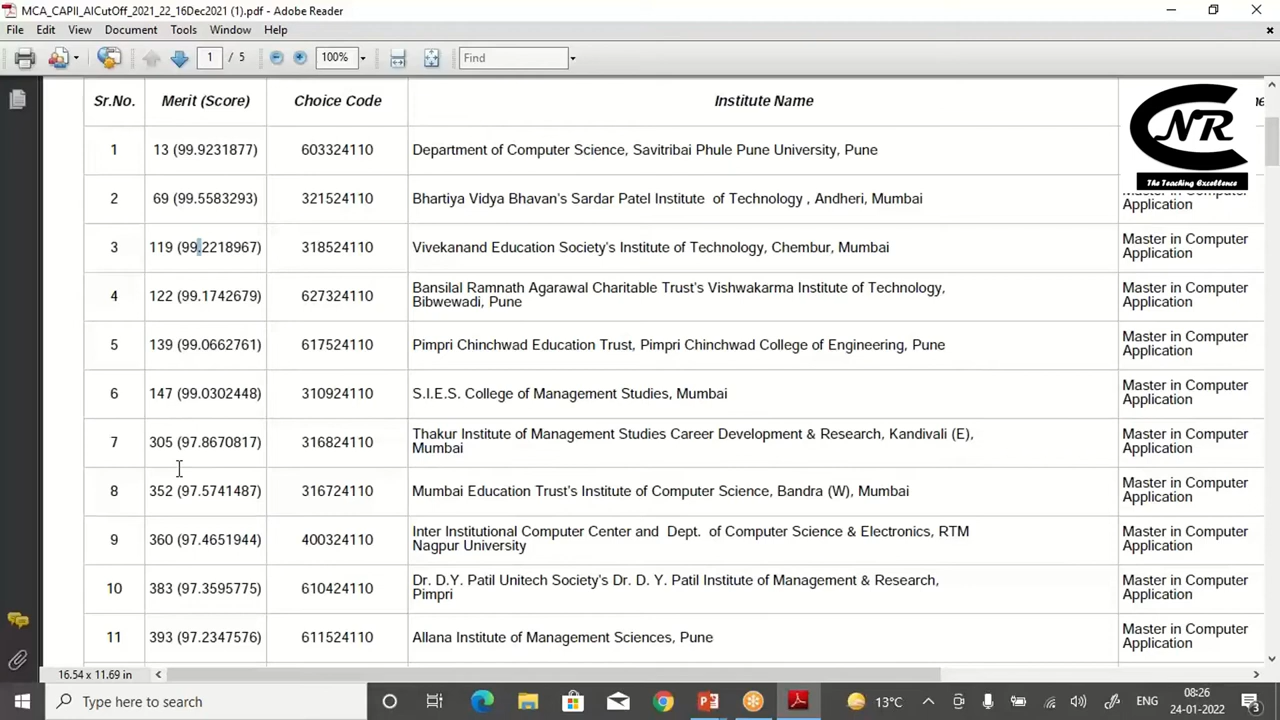 MCA_CAPII_AICutOff_2021_22_16Dec2021 (1).pdf - Adobe Reader
File Edit View Document Tools Window Help
1 / 5 100% Find
Sr.No. Merit (Score) Choice Code Institute Name
CNR
The Teaching Excellence
1 13 (99.9231877) 603324110 Department of Computer Science, Savitribai Phule Pune University, Pune
2 69 (99.5583293) 321524110 Bhartiya Vidya Bhavan's Sardar Patel Institute of Technology , Andheri, Mumbai Master in Computer
Application
3 119 (99.2218967) 318524110 Vivekanand Education Society's Institute of Technology, Chembur, Mumbai Master in Computer
Application
4 122 (99.1742679) 627324110 Bansilal Ramnath Agarawal Charitable Trust's Vishwakarma Institute of Technology, Master in Computer
Bibwewadi, Pune Application
5 139 (99.0662761) 617524110 Pimpri Chinchwad Education Trust, Pimpri Chinchwad College of Engineering, Pune Master in Computer
Application
6 147 (99.0302448) 310924110 S.I.E.S. College of Management Studies, Mumbai Master in Computer
Application
7 305 (97.8670817) 316824110 Thakur Institute of Management Studies Career Development & Research, Kandivali (E), Master in Computer
Mumbai Application
8 352 (97.5741487) 316724110 Mumbai Education Trust's Institute of Computer Science, Bandra (W), Mumbai Master in Computer
Application
9 360 (97.4651944) 400324110 Inter Institutional Computer Center and Dept. of Computer Science & Electronics, RTM Master in Computer
Nagpur University Application
10 383 (97.3595775) 610424110 Dr. D.Y. Patil Unitech Society's Dr. D. Y. Patil Institute of Management & Research, Master in Computer
Pimpri Application
11 393 (97.2347576) 611524110 Allana Institute of Management Sciences, Pune Master in Computer
Application
16.54 x 11.69 in
Type here to search 13°C ENG 08:26
24-01-2022 3